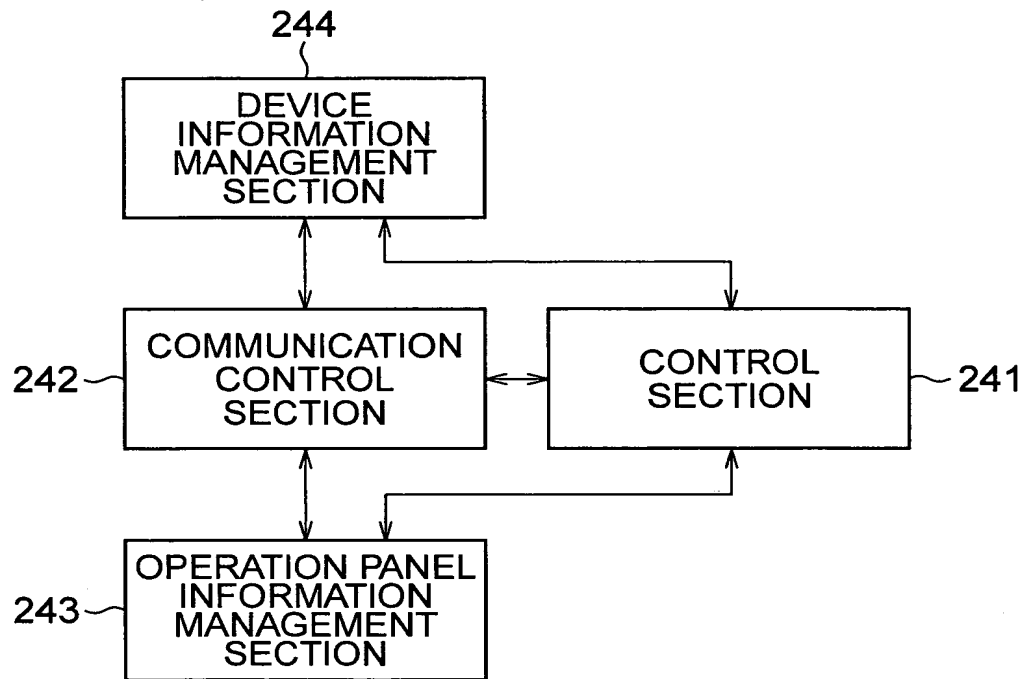 244
DEVICE
INFORMATION
MANAGEMENT
SECTION
242
COMMUNICATION
CONTROL
SECTION
CONTROL
SECTION
241
243
OPERATION PANEL
INFORMATION
MANAGEMENT
SECTION